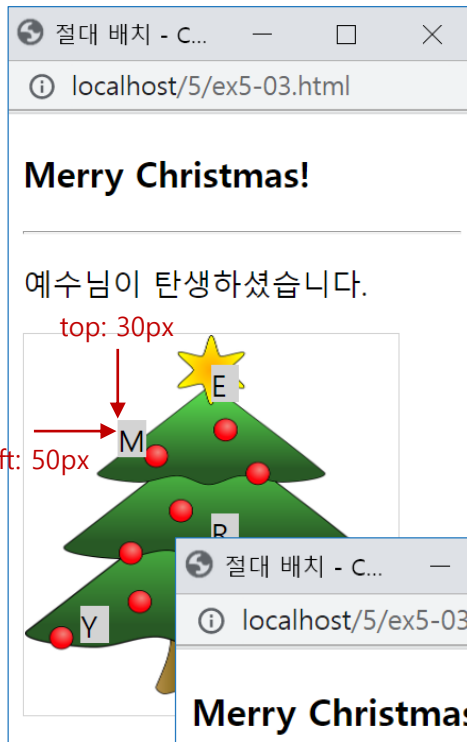 절대 배치 - C...
localhost/5/ex5-03.html
Merry Christmas!
예수님이 탄생하셨습니다.
top: 30px
E
M
ft: 50px
R
Y
절대 배치 - C...
localhost/5/ex5-03
Merry Christmas